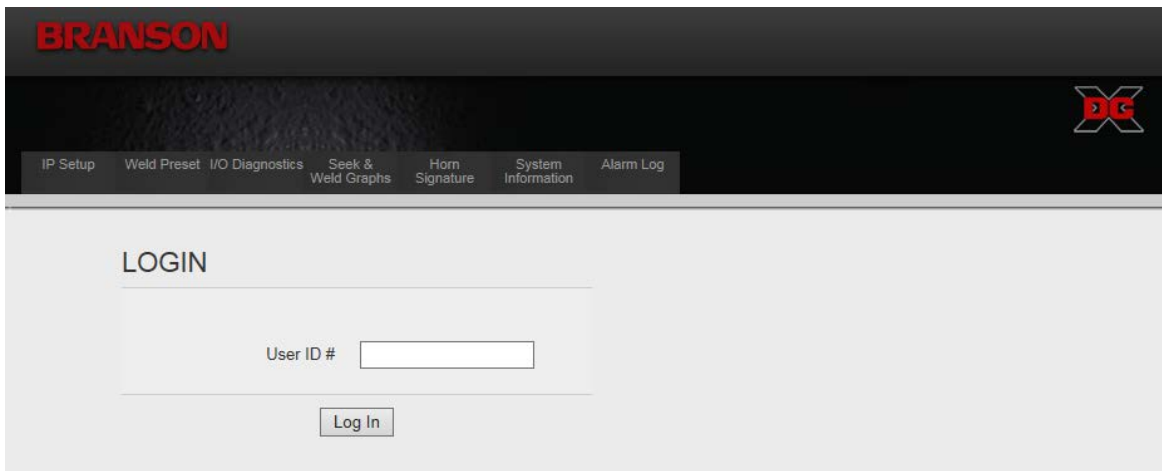 BRANSON
DCX
IP Setup
Weld Preset
I/O Diagnostics
Seek &
Weld Graphs
Horn
Signature
System
Information
Alarm Log
LOGIN
User ID #
Log In